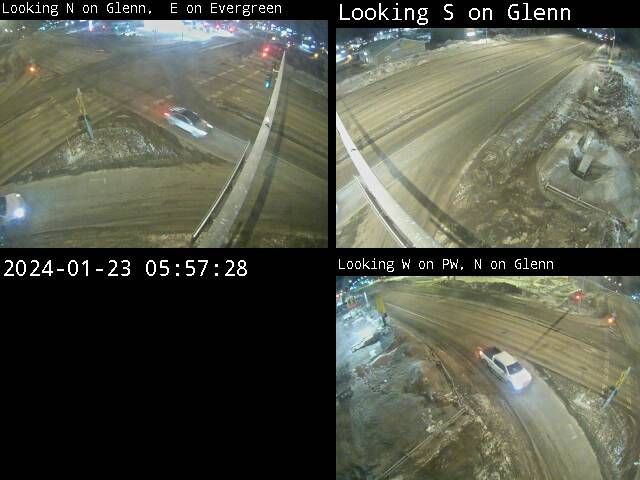 Looking N on Glenn,  E on Evergreen
Looking S on Glenn
2024-01-23 05:57:28
Looking W on PW, N on Glenn